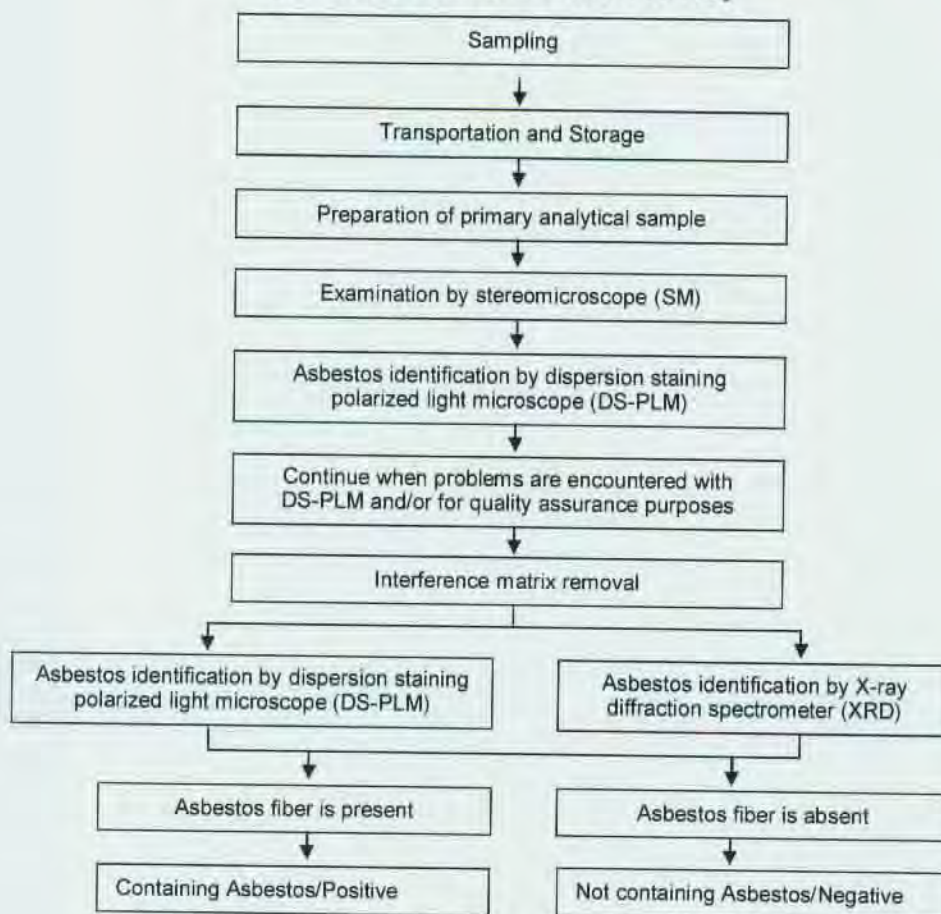 Sampling
Transportation and Storage
Preparation of primary analytical sample
Examination by stereomicroscope (SM)
Asbestos identification by dispersion staining
polarized light microscope (DS-PLM)
Continue when problems are encountered with
DS-PLM and/or for quality assurance purposes
Interference matrix removal
Asbestos identification by dispersion staining
polarized light microscope (DS-PLM)
Asbestos identification by X-ray
diffraction spectrometer (XRD)
Asbestos fiber is present
Asbestos fiber is absent
Containing Asbestos/Positive
Not containing Asbestos/Negative